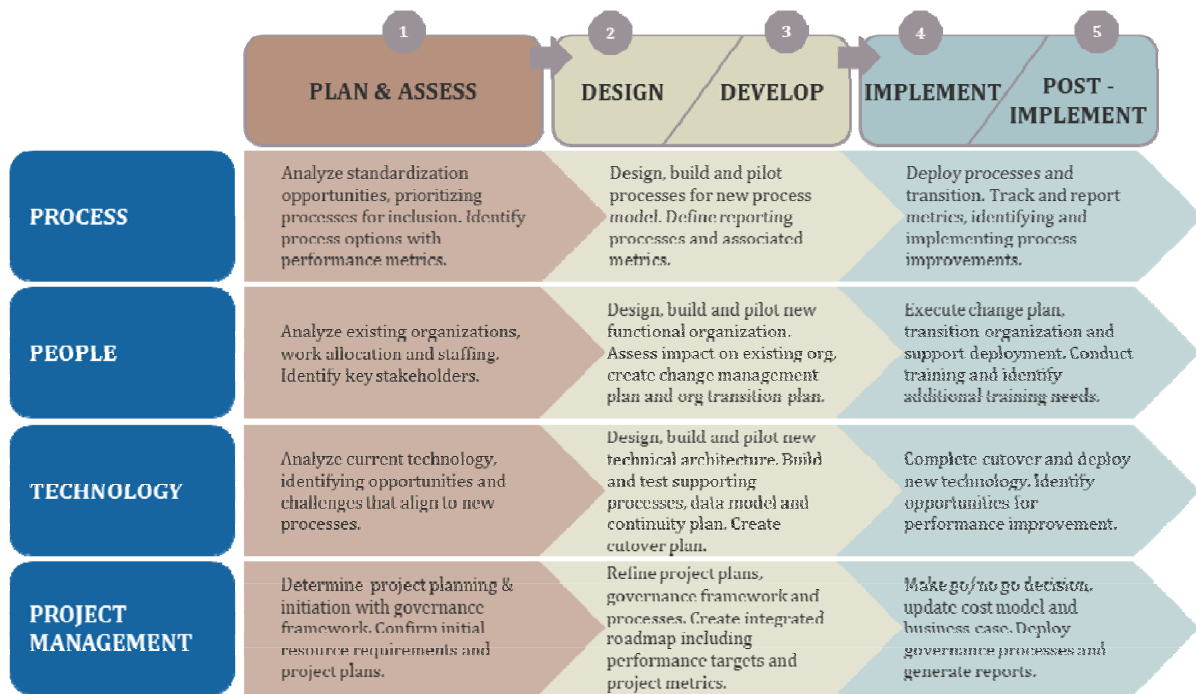 1
2
3
4
5
PLAN & ASSESS
DESIGN
DEVELOP
IMPLEMENT
POST -
IMPLEMENT
PROCESS
Analyze standardization
opportunities, prioritizing
processes for inclusion. Identify
process options with
performance metrics.
Design, build and pilot
processes for new process
model. Define reporting
processes and associated
metrics.
Deploy processes and
transition. Track and report
metrics, identifying and
implementing process
improvements.
PEOPLE
Analyze existing organizations,
work allocation and staffing.
Identify key stakeholders.
Design, build and pilot new
functional organization.
Assess impact on existing org,
create change management
plan and org transition plan.
Execute change plan,
transition organization and
support deployment. Conduct
training and identify
additional training needs.
TECHNOLOGY
Analyze current technology,
identifying opportunities and
challenges that align to new
processes.
Design, build and pilot new
technical architecture. Build
and test supporting
processes, data model and
continuity plan. Create
cutover plan.
Complete cutover and deploy
new technology. Identify
opportunities for
performance improvement.
PROJECT
MANAGEMENT
Determine project planning &
initiation with governance
framework. Confirm initial
resource requirements and
project plans.
Refine project plans,
governance framework and
processes. Create integrated
roadmap including
performance targets and
project metrics.
Make go/no go decision,
update cost model and
business case. Deploy
governance processes and
generate reports.